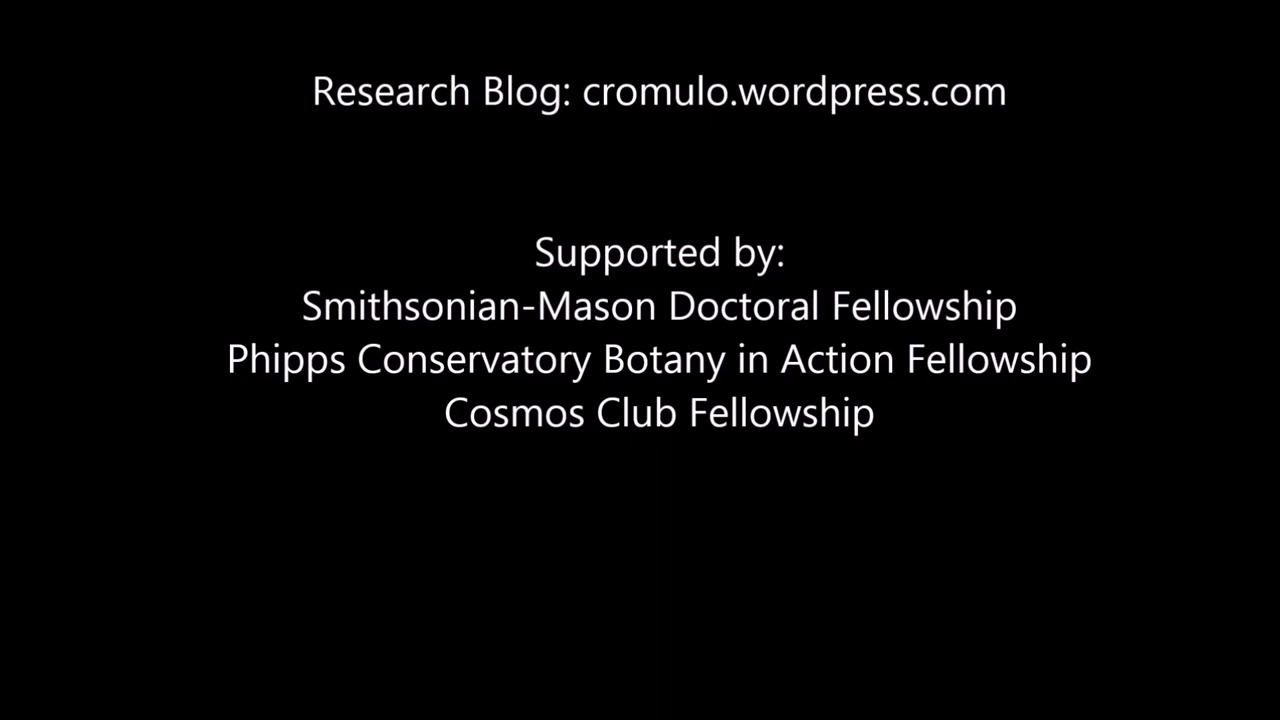 Research Blog: cromulo.wordpress.com
Supported by:
Smithsonian-Mason Doctoral Fellowship
Phipps Conservatory Botany in Action Fellowship
Cosmos Club Fellowship